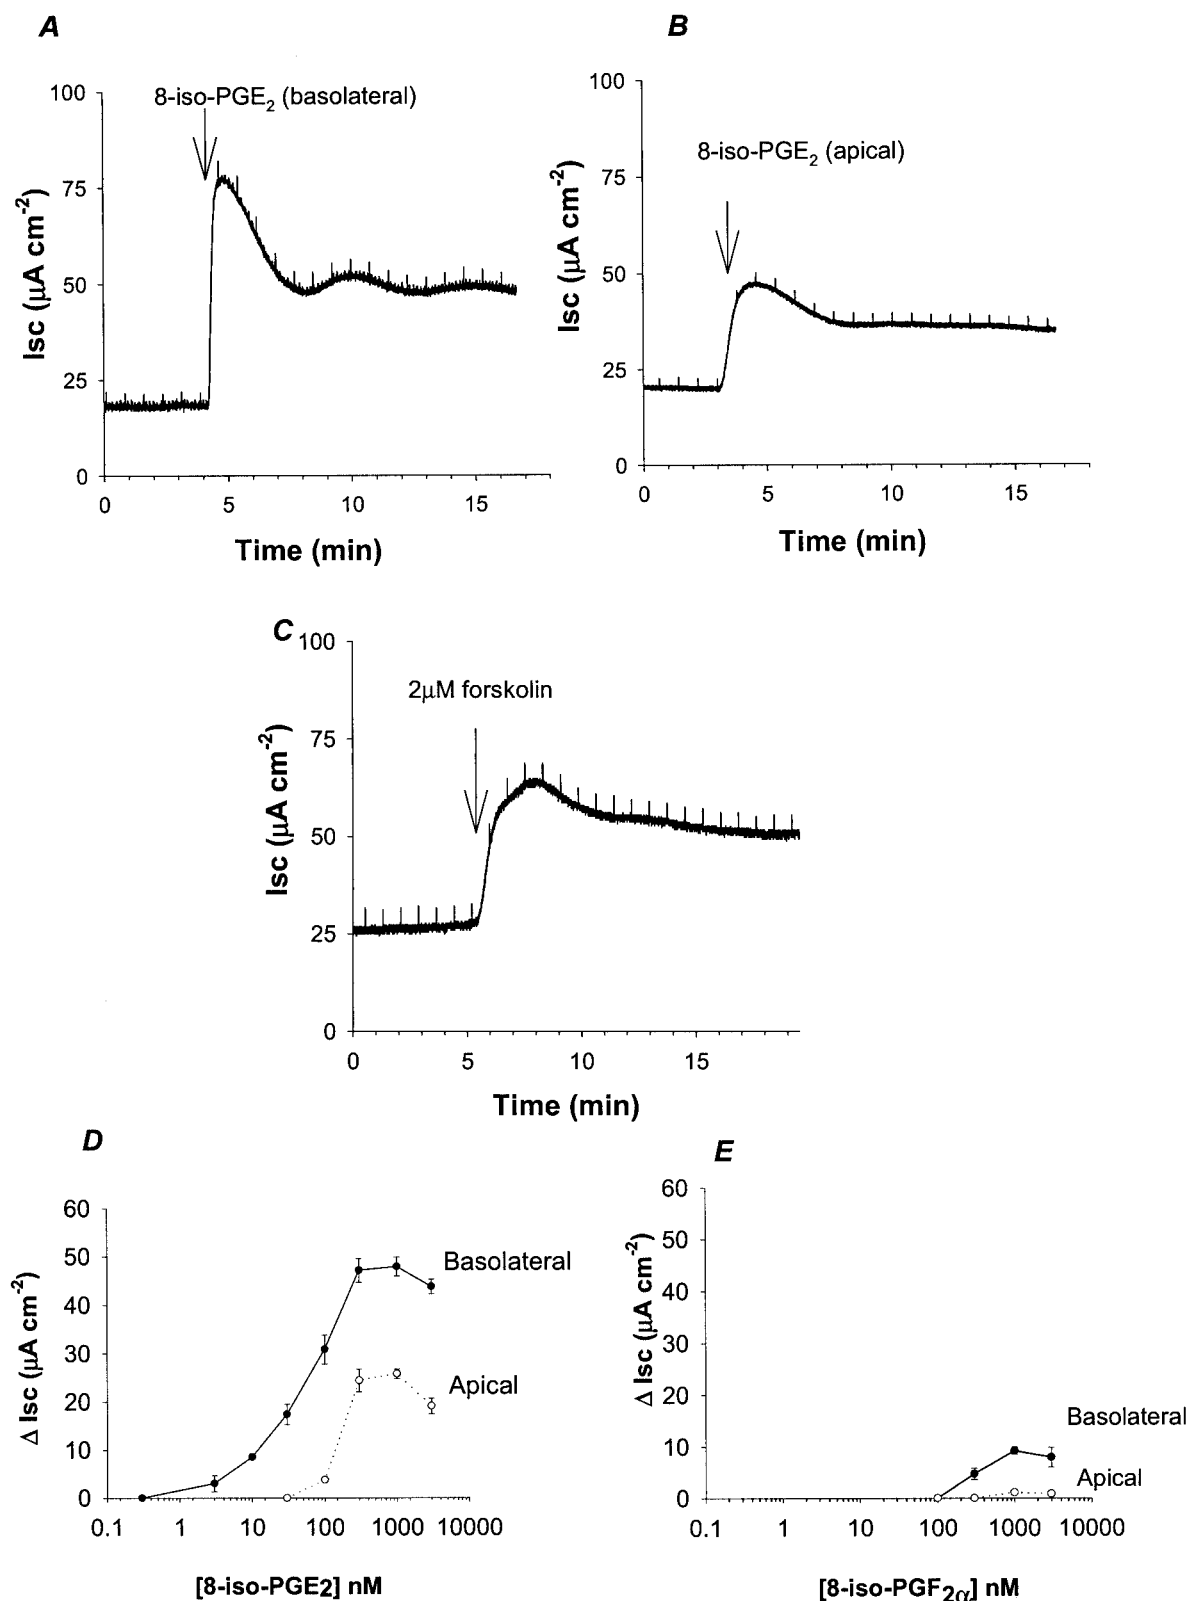 A
B
100
75
50
25
0
Isc (µA cm-2)
8-iso-PGE2 (basolateral)
0 5 10 15
Time (min)
100
75
50
25
0
Isc (µA cm-2)
8-iso-PGE2 (apical)
0 5 10 15
Time (min)
C
100
75
50
25
0
Isc (µA cm-2)
2µM forskolin
0 5 10 15
Time (min)
D
60
50
40
30
20
10
0
Δ Isc (µA cm-2)
Basolateral
Apical
0.1 1 10 100 1000 10000
[8-iso-PGE2] nM
E
60
50
40
30
20
10
0
Δ Isc (µA cm-2)
Basolateral
Apical
0.1 1 10 100 1000 10000
[8-iso-PGF2α] nM